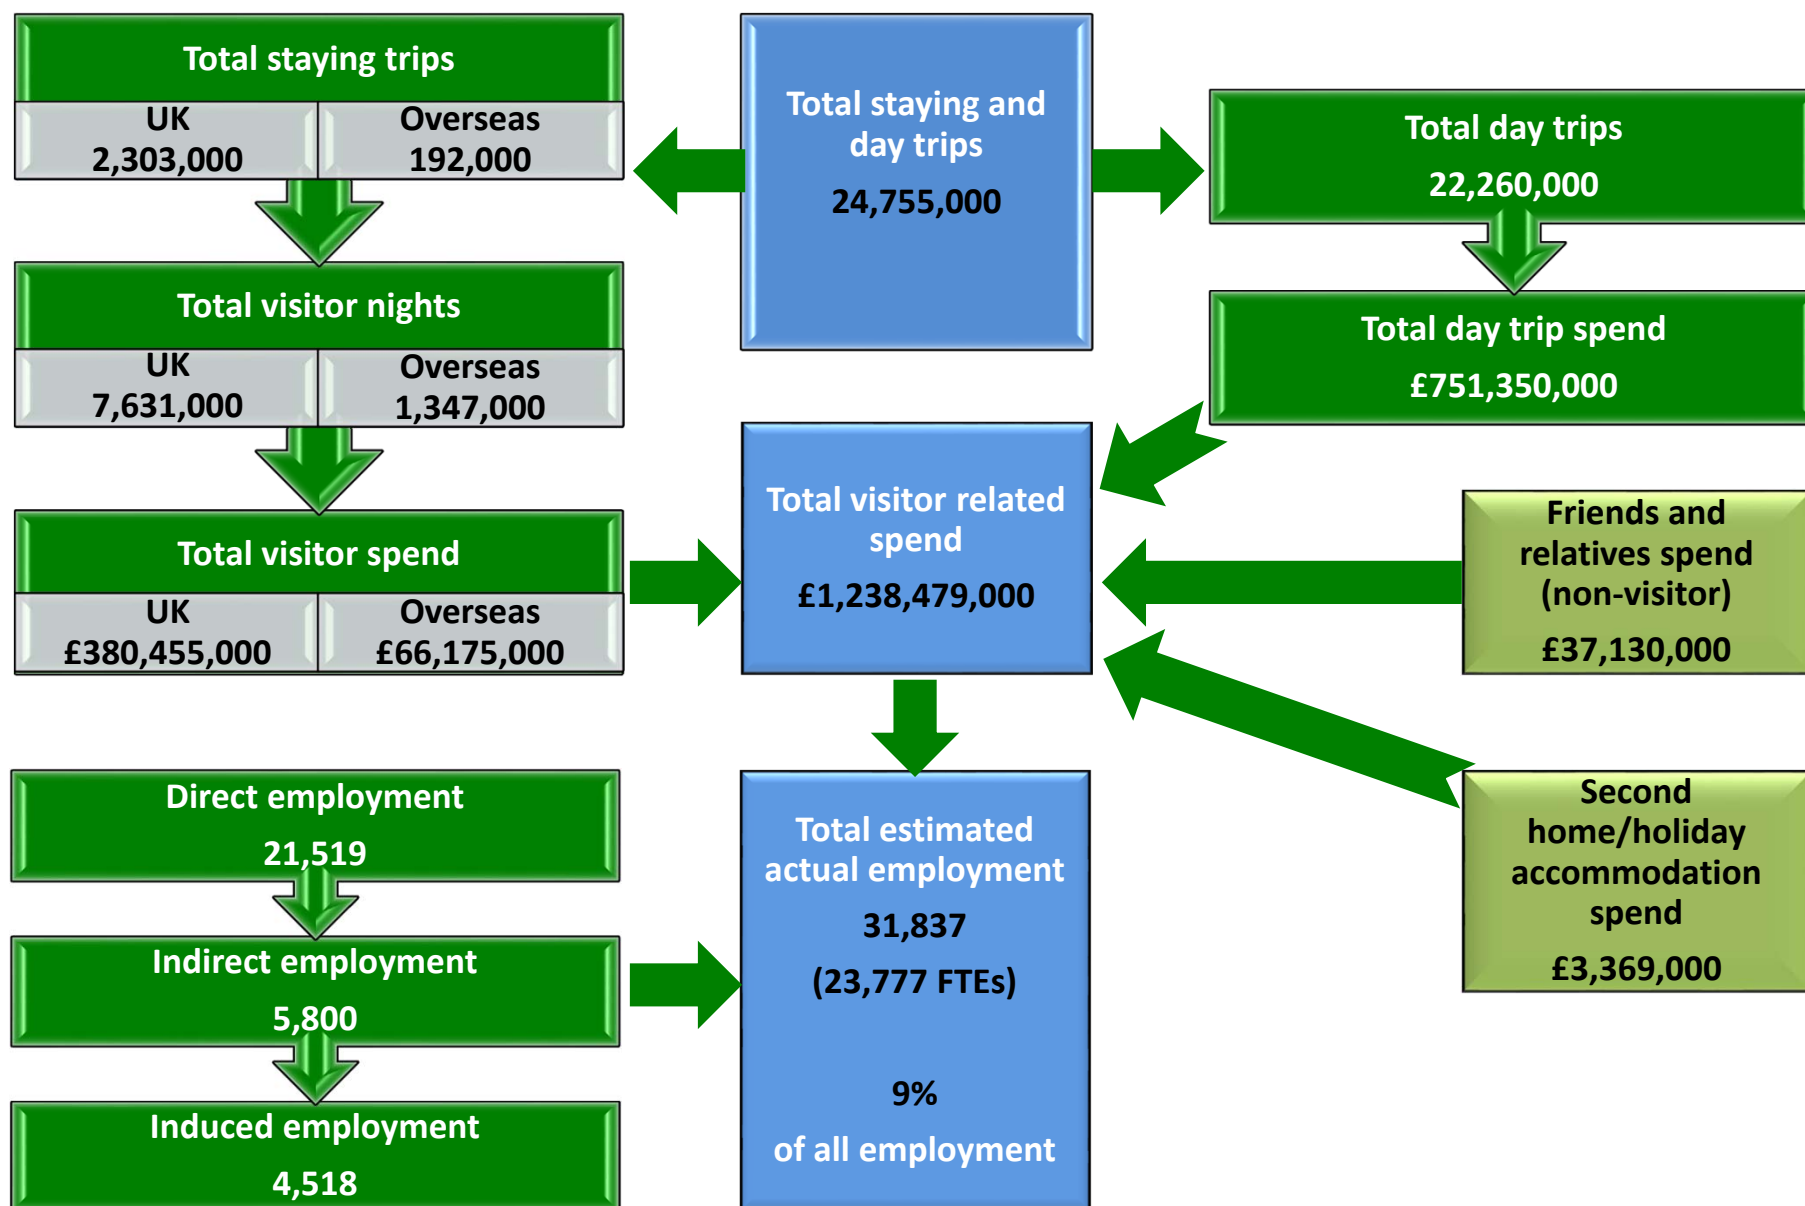 Total staying trips
UK
2,303,000
Overseas
192,000
Total visitor nights
UK
7,631,000
Overseas
1,347,000
Total visitor spend
UK
£380,455,000
Overseas
£66,175,000
Direct employment
21,519
Indirect employment
5,800
Induced employment
4,518
Total staying and
day trips
24,755,000
Total visitor related
spend
£1,238,479,000
Total estimated
actual employment
31,837
(23,777 FTEs)
9%
of all employment
Total day trips
22,260,000
Total day trip spend
£751,350,000
Friends and
relatives spend
(non-visitor)
£37,130,000
Second
home/holiday
accommodation
spend
£3,369,000